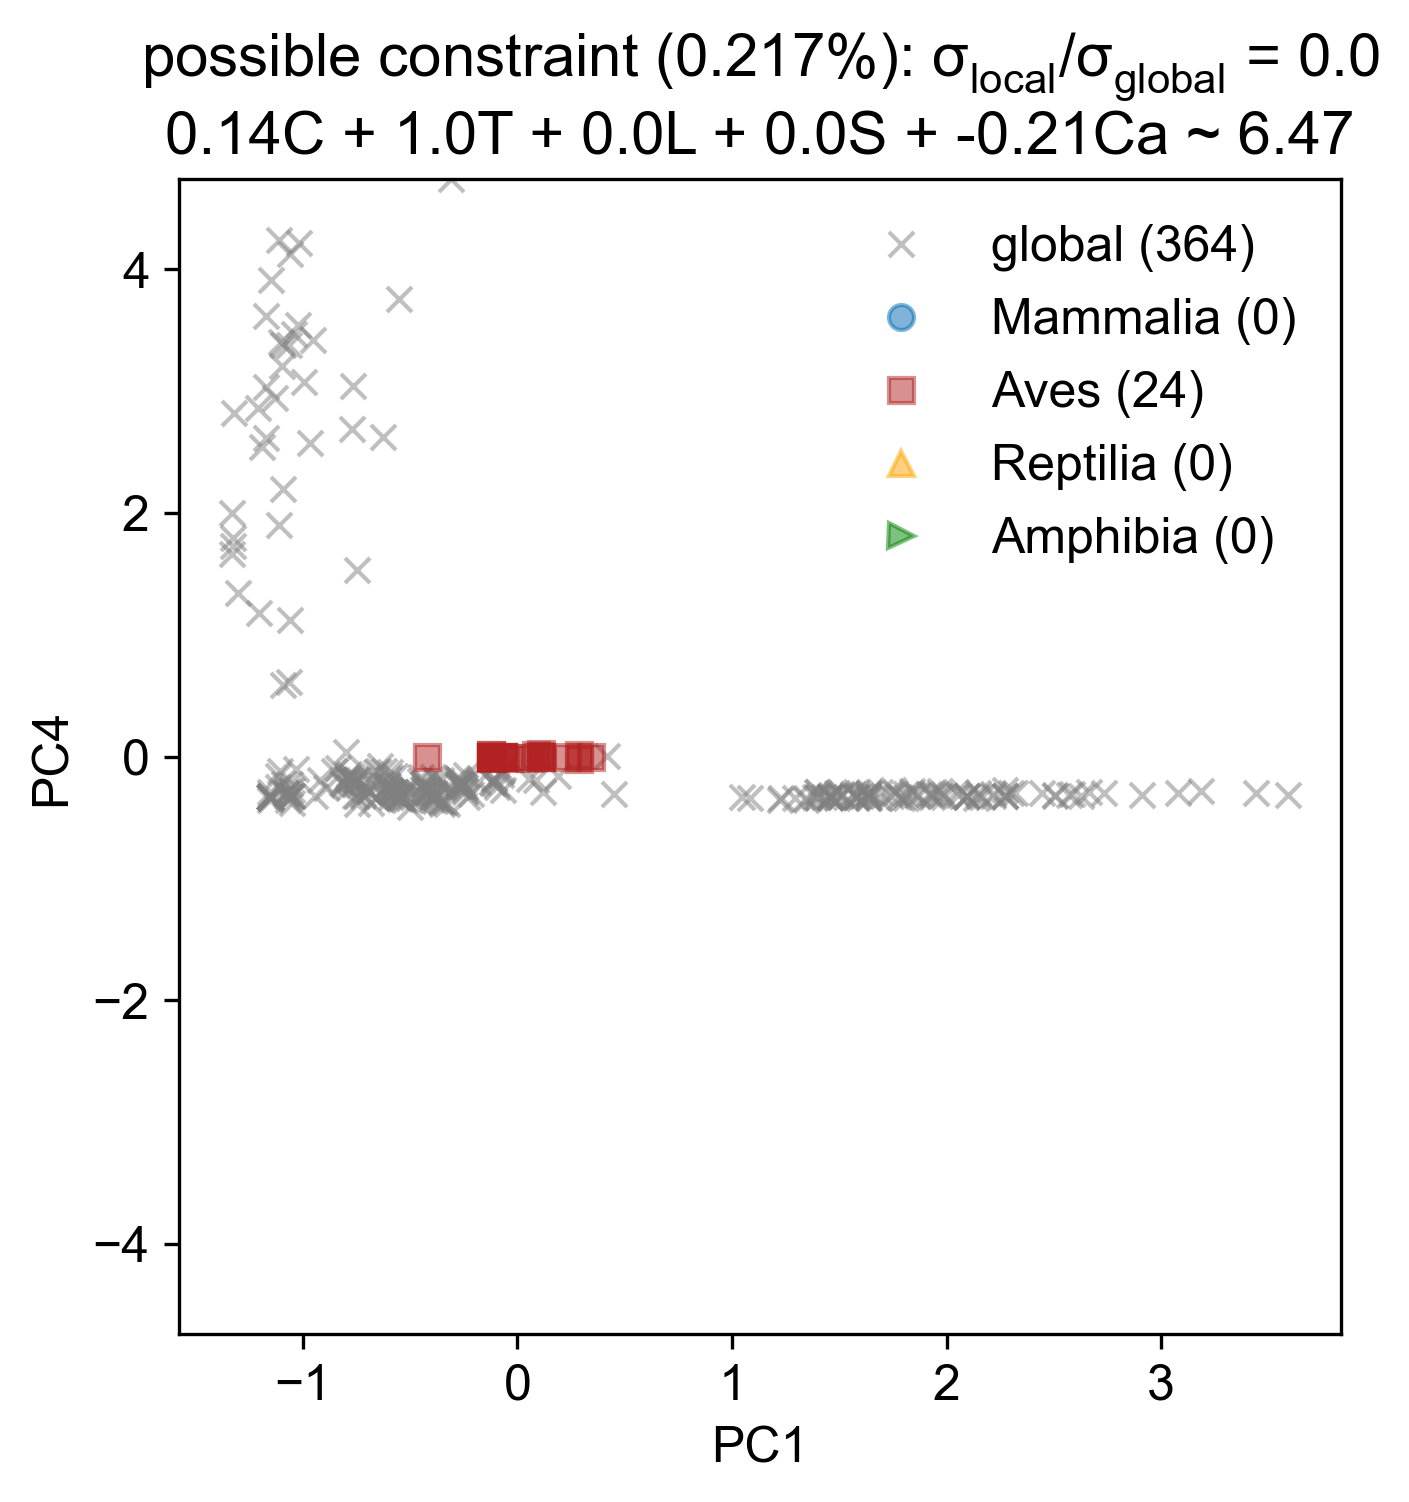 possible constraint (0.217%): σlocal/σglobal = 0.0
0.14C + 1.0T + 0.0L + 0.0S + -0.21Ca ~ 6.47
global (364)
Mammalia (0)
Aves (24)
Reptilia (0)
Amphibia (0)
4
2
0
−2
−4
PC4
−1
0
1
2
3
PC1